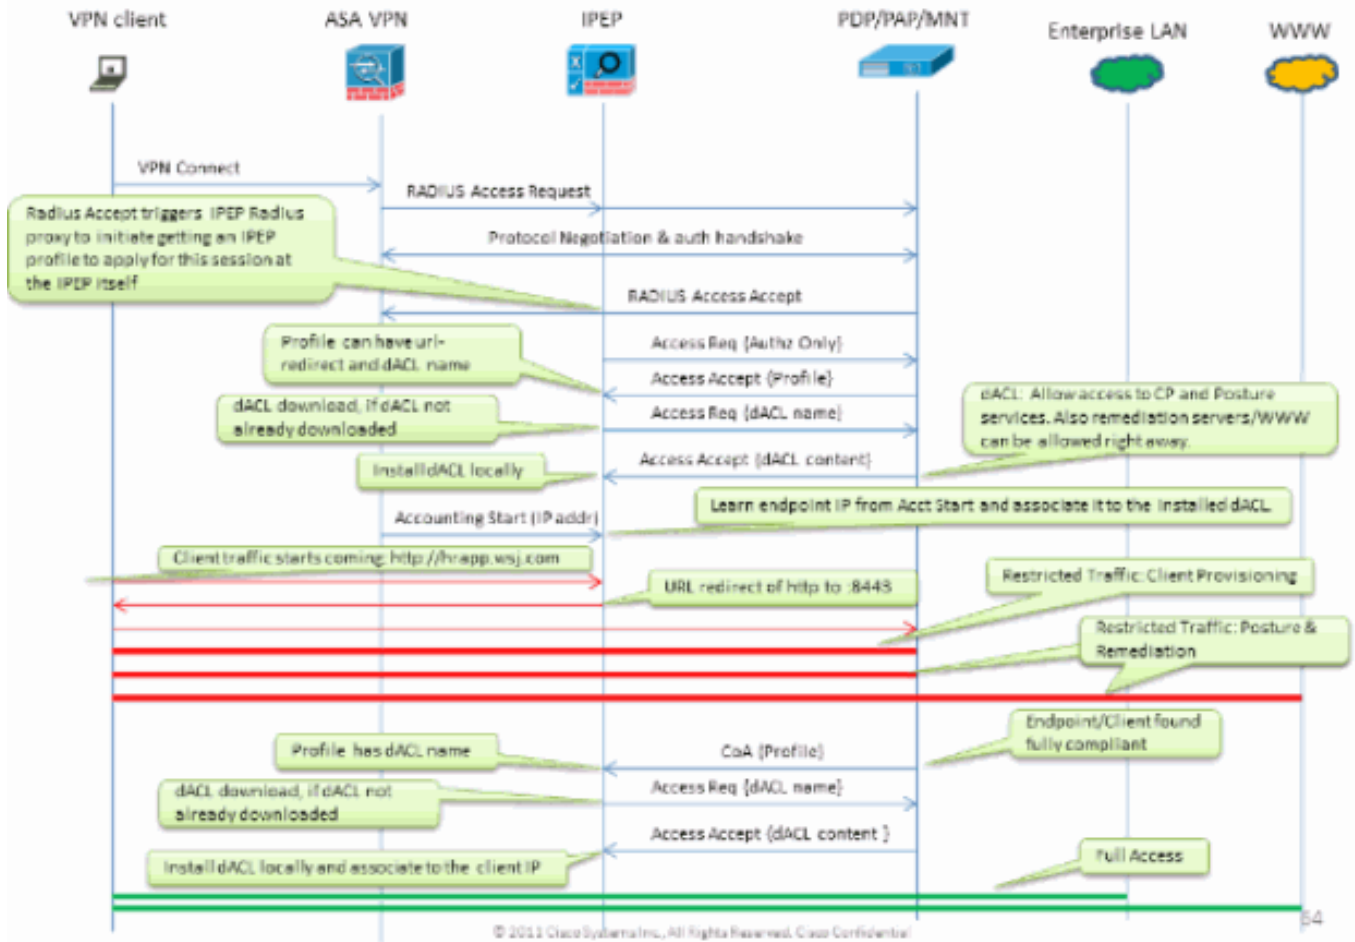 VPN client
ASA VPN
IPEP
PDP/PAP/MNT
Enterprise LAN
WWW
VPN Connect
RADIUS Access Request
Radius Accept triggers IPEP Radius
proxy to initiate getting an IPEP
profile to apply for this session at
the IPEP itself
Protocol Negotiation & auth handshake
RADIUS Access Accept
Profile can have url-
redirect and dACL name
Access Req {Authz Only}
Access Accept {Profile}
dACL download, if dACL not
already downloaded
Access Req {dACL name}
dACL: Allow access to CP and Posture
services. Also remediation servers/WWW
can be allowed right away.
Install dACL locally
Access Accept {dACL content}
Learn endpoint IP from Acct Start and associate it to the installed dACL.
Accounting Start (IP addr)
Client traffic starts coming: http://hrapp.wsj.com
URL redirect of http to :8443
Restricted Traffic: Client Provisioning
Restricted Traffic: Posture &
Remediation
Endpoint/Client found
fully compliant
Profile has dACL name
CoA {Profile}
dACL download, if dACL not
already downloaded
Access Req {dACL name}
Access Accept {dACL content }
Install dACL locally and associate to the client IP
Full Access
64
© 2011 Cisco Systems Inc., All Rights Reserved. Cisco Confidential